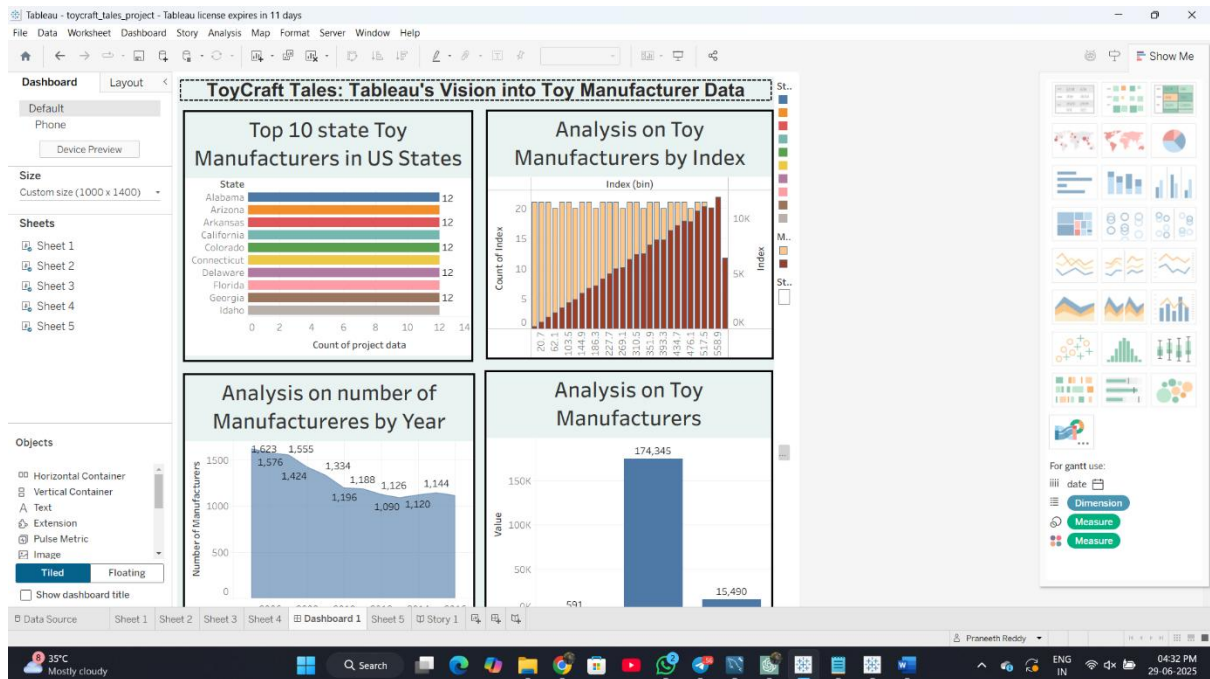 Tableau - toycraft_tales_project - Tableau license expires in 11 days
File Data Worksheet Dashboard Story Analysis Map Format Server Window Help
Show Me
Dashboard Layout
Default
Phone
Device Preview
Size
Custom size (1000 x 1400)
Sheets
Sheet 1
Sheet 2
Sheet 3
Sheet 4
Sheet 5
Objects
Horizontal Container
Vertical Container
A Text
Extension
Pulse Metric
Image
Tiled Floating
Show dashboard title
ToyCraft Tales: Tableau's Vision into Toy Manufacturer Data
Top 10 state Toy
Manufacturers in US States
State
Alabama 12
Arizona
Arkansas 12
California
Colorado 12
Connecticut
Delaware 12
Florida
Georgia 12
Idaho
0 2 4 6 8 10 12 14
Count of project data
Analysis on Toy
Manufacturers by Index
Index (bin)
Count of Index
20
15
10
5
0
10K
5K
0K
Index
20.7 62.1 103.5 144.9 186.3 227.7 269.1 310.5 351.9 393.3 434.7 476.1 517.5 558.9
St..
M..
St..
Analysis on number of
Manufactureres by Year
Number of Manufacturers
1500
1000
500
0
1,623 1,555
1,576
1,424
1,334
1,196
1,188
1,126
1,090
1,120
1,144
Analysis on Toy
Manufacturers
Value
150K
100K
50K
0K
591
174,345
15,490
For gantt use:
date
Dimension
Measure
Measure
Data Source Sheet 1 Sheet 2 Sheet 3 Sheet 4 Dashboard 1 Sheet 5 Story 1
Praneeth Reddy
8
35°C
Mostly cloudy
Search
ENG
IN
04:32 PM
29-06-2025